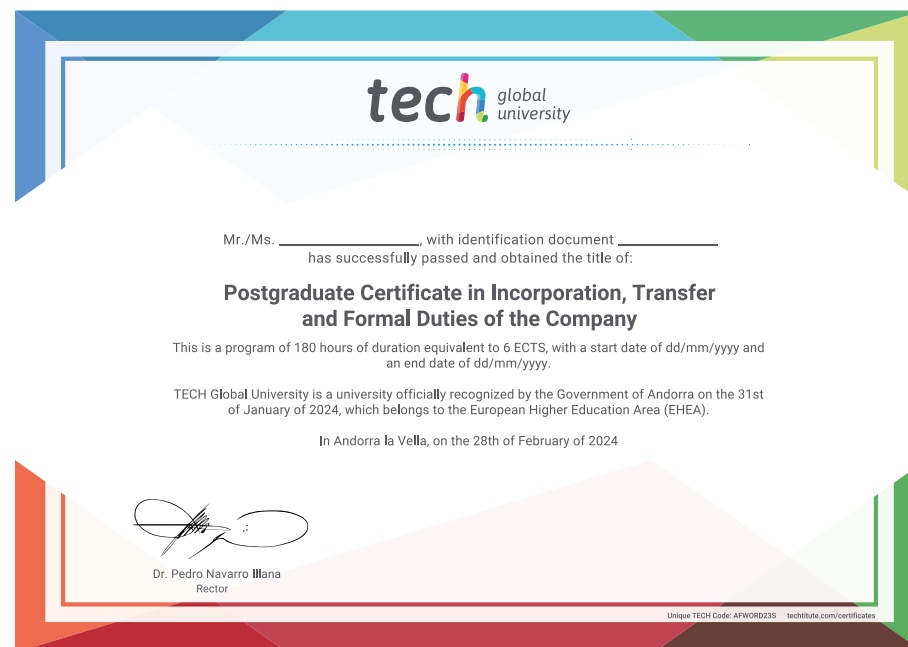 tech global
university
Mr./Ms. ____________________, with identification document ______________
has successfully passed and obtained the title of:
Postgraduate Certificate in Incorporation, Transfer
and Formal Duties of the Company
This is a program of 180 hours of duration equivalent to 6 ECTS, with a start date of dd/mm/yyyy and
an end date of dd/mm/yyyy.
TECH Global University is a university officially recognized by the Government of Andorra on the 31st
of January of 2024, which belongs to the European Higher Education Area (EHEA).
In Andorra la Vella, on the 28th of February of 2024
Dr. Pedro Navarro Illana
Rector
Unique TECH Code: AFWORD23S techtitute.com/certificates